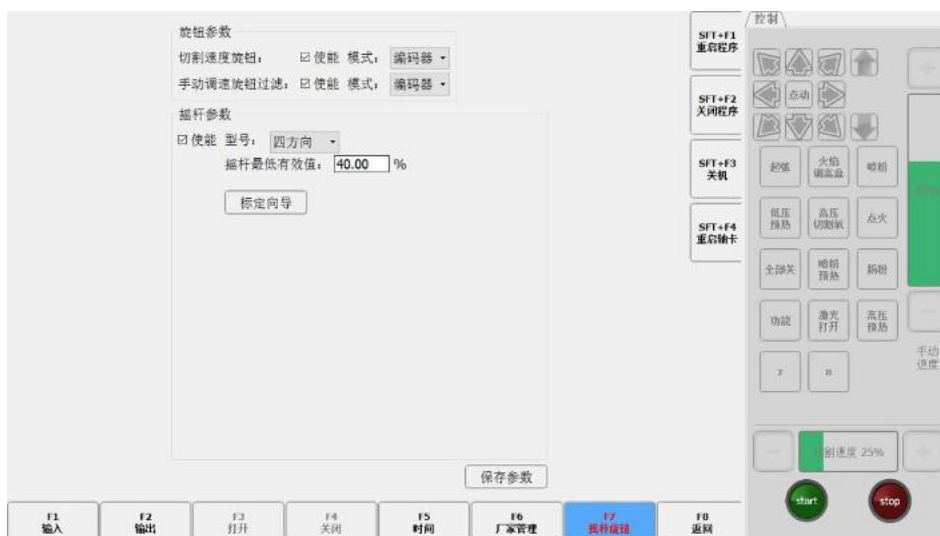 旋钮参数
切割速度旋钮： 使能 模式： 编码器
手动调速旋钮过滤： 使能 模式： 编码器
摇杆参数
使能 型号： 四方向
摇杆最低有效值： 40.00 %
标定向导
保存参数
SFT+F1
重启程序
SFT+F2
关闭程序
SFT+F3
关机
SFT+F4
重启轴卡
控制
点动
起弧
火焰
调高盒
喷粉
低压
预热
高压
切割氧
点火
全部关
喷粉
预热
功能
激光
打开
高压
预热
手动
速度
割速度 25%
start
stop
F1
输入
F2
输出
F3
打开
F4
关闭
F5
时间
F6
厂家管理
F7
摇杆旋钮
F8
返回